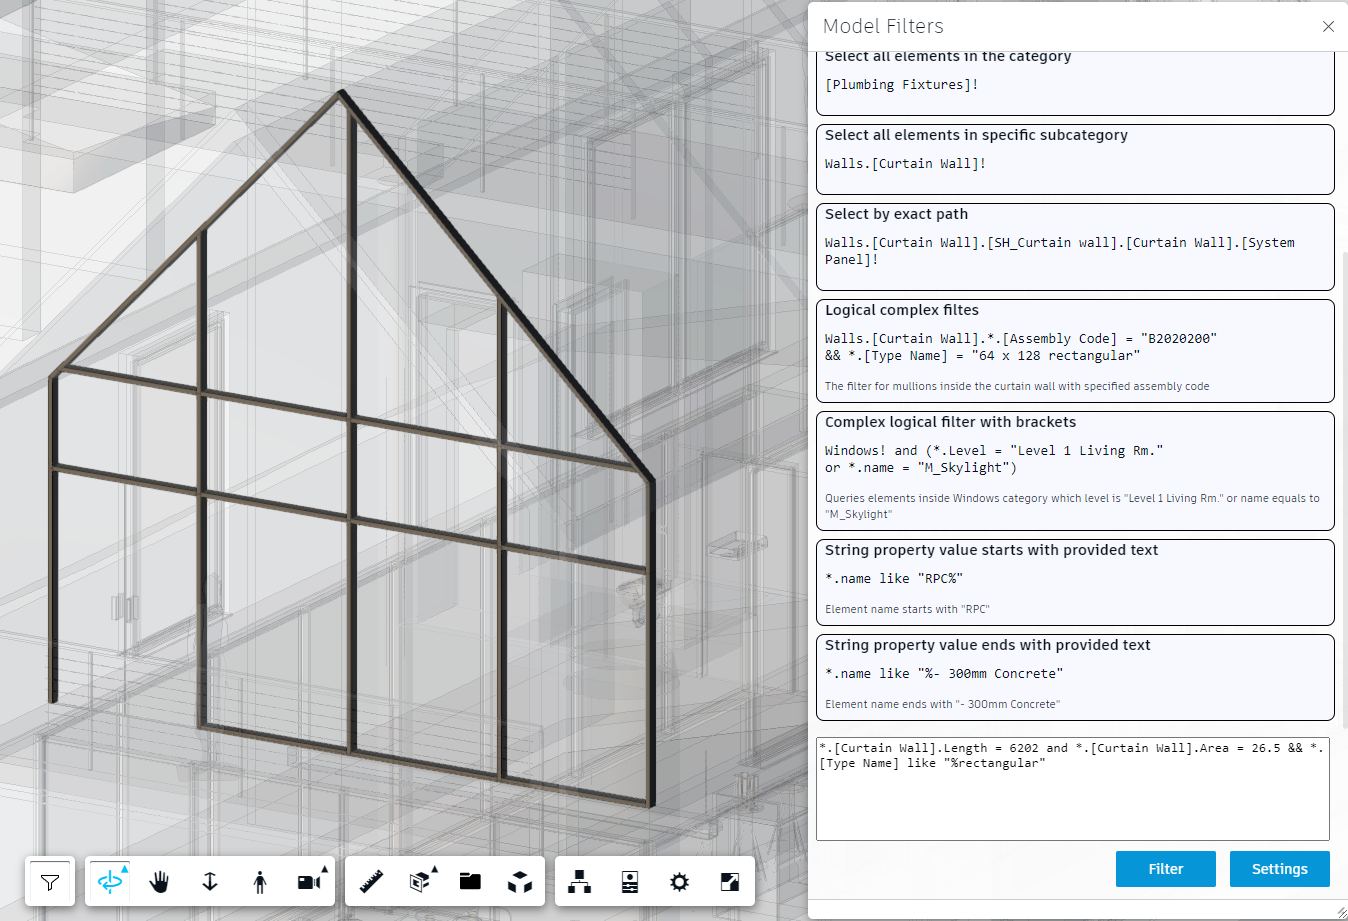 Model Filters
Select all elements in the category
[Plumbing Fixtures]!
Select all elements in specific subcategory
Walls.[Curtain Wall]!
Select by exact path
Walls.[Curtain Wall].[SH_Curtain wall].[Curtain Wall].[System
Panel]!
Logical complex filtes
Walls.[Curtain Wall].*.[Assembly Code] = "B2020200"
&& *.[Type Name] = "64 x 128 rectangular"
The filter for mullions inside the curtain wall with specified assembly code
Complex logical filter with brackets
Windows! and (*.Level = "Level 1 Living Rm."
or *.name = "M_Skylight")
Queries elements inside Windows category which level is "Level 1 Living Rm." or name equals to
"M_Skylight"
String property value starts with provided text
*.name like "RPC%"
Element name starts with "RPC"
String property value ends with provided text
*.name like "%- 300mm Concrete"
Element name ends with "- 300mm Concrete"
*.[Curtain Wall].Length = 6202 and *.[Curtain Wall].Area = 26.5 && *.
[Type Name] like "%rectangular"
Filter
Settings